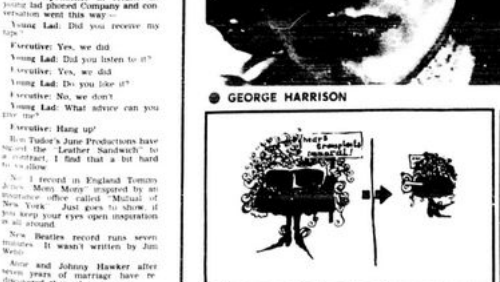 young lad phoned Company and con
versation went this way —
Young Lad: Did you receive my
tape?
Executive: Yes, we did
Young Lad: Did you listen to it?
Executive: Yes, we did
Young Lad: Do you like it?
Executive: No, we don't
Young Lad: What advice can you
give me?
Executive: Hang up!
Ron Tudor's June Productions have
signed the "Leather Sandwich" to
a contract, I find that a bit hard
to swallow
No 1 record in England Tommy
James' Mony Mony" inspired by an
insurance office called "Mutual of
New York" Just goes to show, if
you keep your eyes open inspiration
is all around
New Beatles record runs seven
minutes It wasn't written by Jim
Webb
and Johnny Hawker after
seven years of marriage have re
GEORGE HARRISON
heart